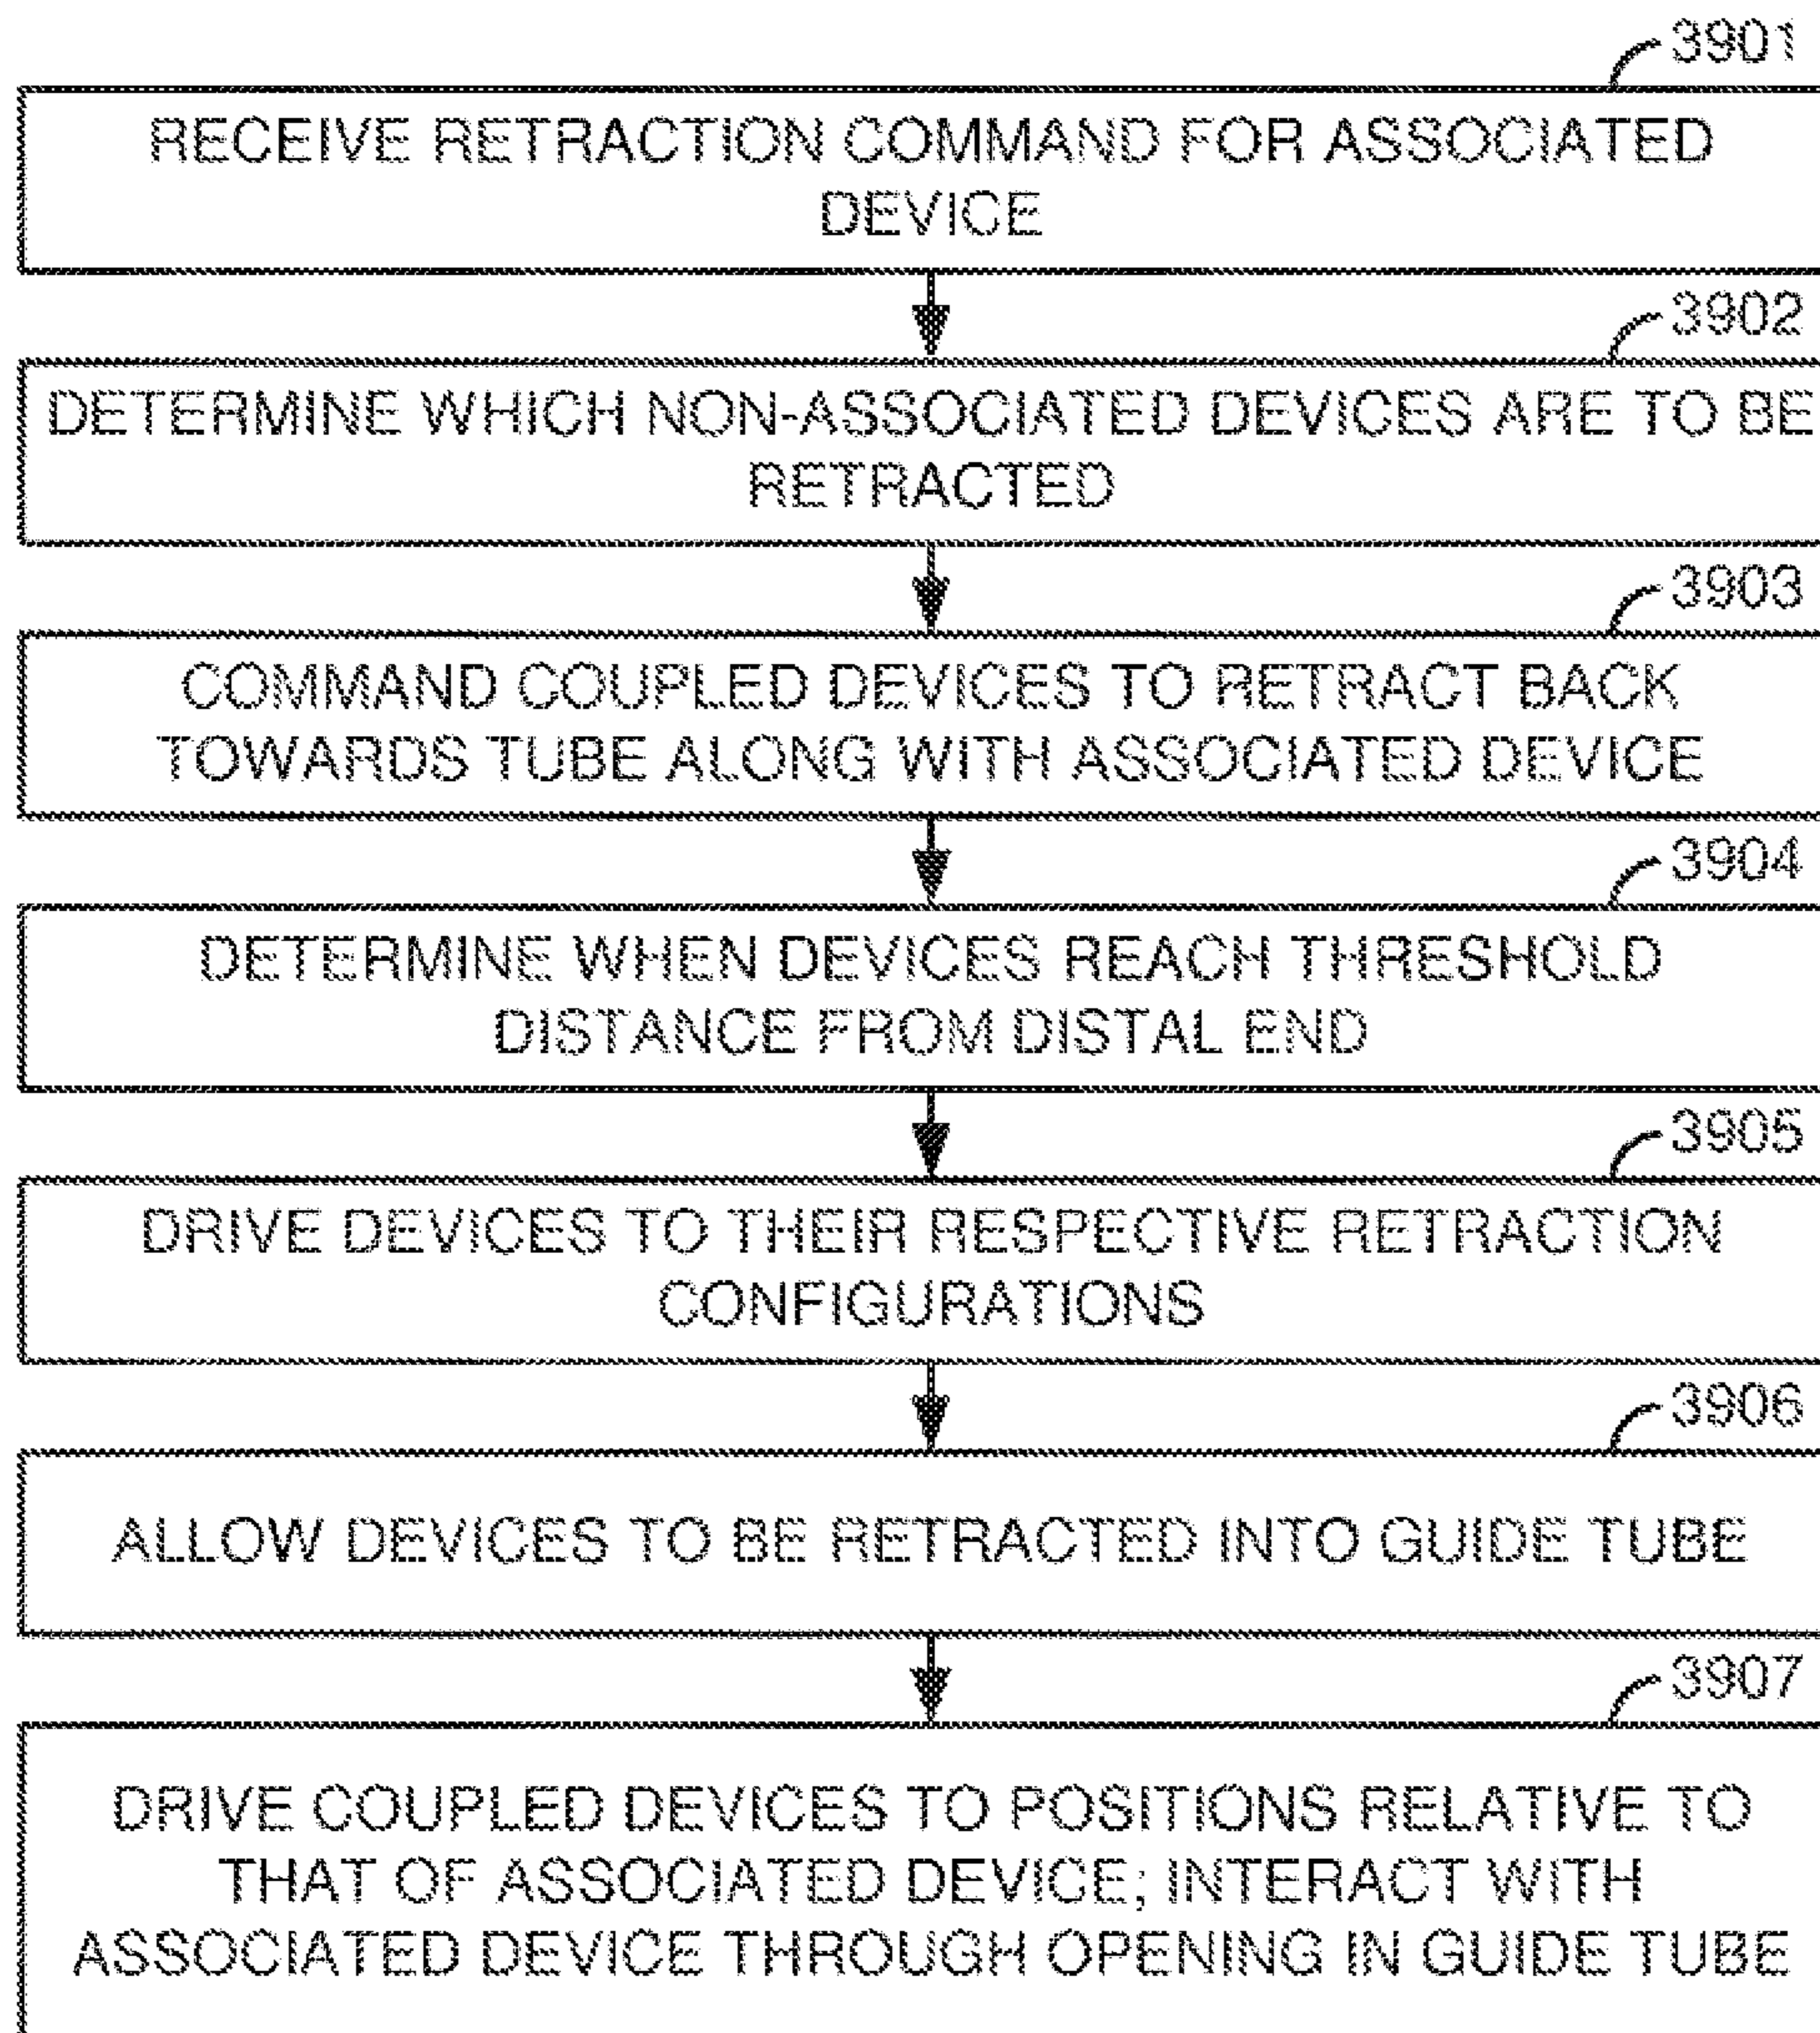 3901
RECEIVE RETRACTION COMMAND FOR ASSOCIATED
DEVICE
3902
DETERMINE WHICH NON-ASSOCIATED DEVICES ARE TO BE
RETRACTED
3903
COMMAND COUPLED DEVICES TO RETRACT BACK
TOWARDS TUBE ALONG WITH ASSOCIATED DEVICE
3904
DETERMINE WHEN DEVICES REACH THRESHOLD
DISTANCE FROM DISTAL END
3905
DRIVE DEVICES TO THEIR RESPECTIVE RETRACTION
CONFIGURATIONS
3906
ALLOW DEVICES TO BE RETRACTED INTO GUIDE TUBE
3907
DRIVE COUPLED DEVICES TO POSITIONS RELATIVE TO
THAT OF ASSOCIATED DEVICE; INTERACT WITH
ASSOCIATED DEVICE THROUGH OPENING IN GUIDE TUBE